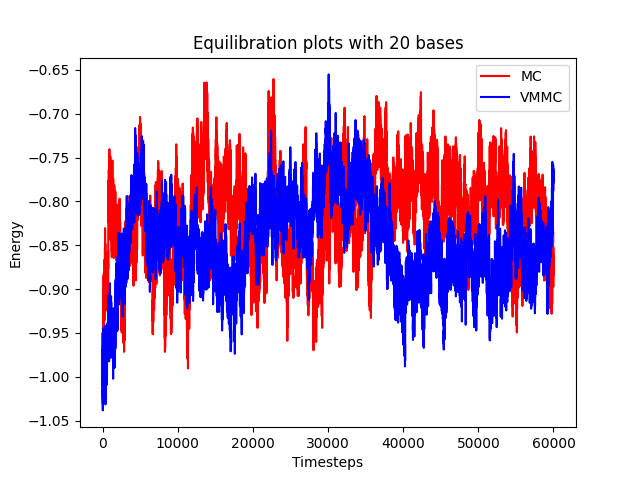 Equilibration plots with 20 bases
MC
VMMC
Energy
−0.65
−0.70
−0.75
−0.80
−0.85
−0.90
−0.95
−1.00
−1.05
0 10000 20000 30000 40000 50000 60000
Timesteps